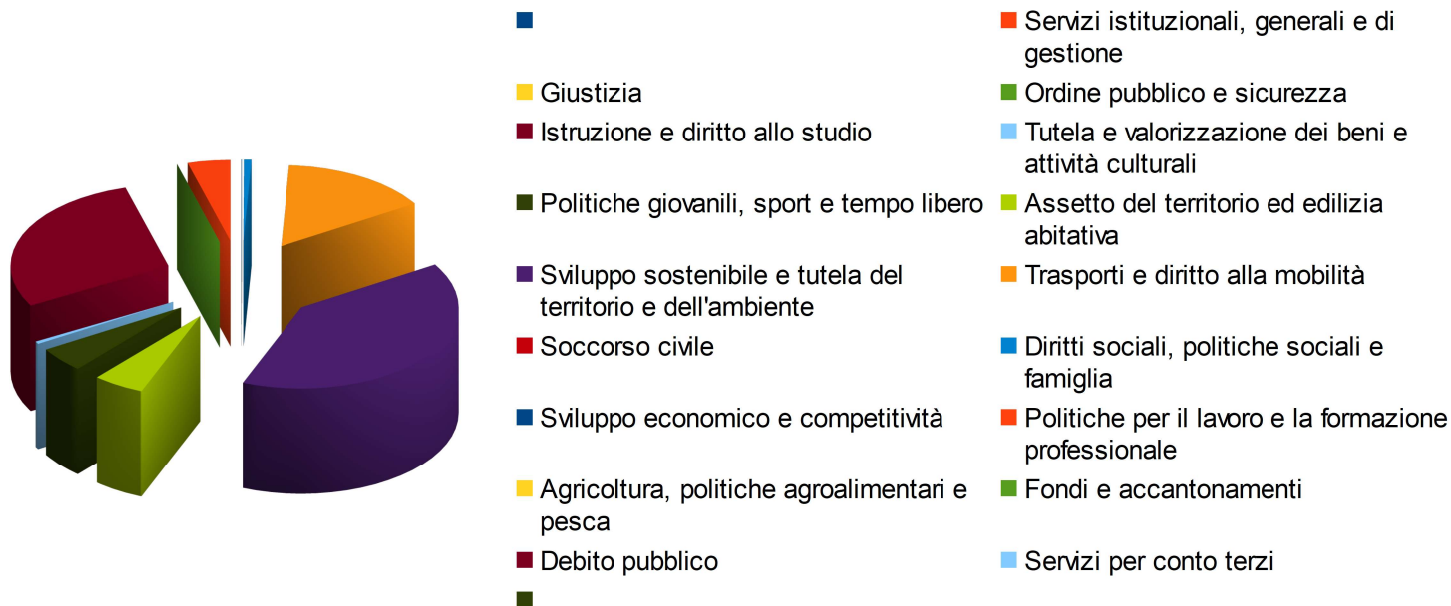 Servizi istituzionali, generali e di
gestione
Giustizia
Ordine pubblico e sicurezza
Istruzione e diritto allo studio
Tutela e valorizzazione dei beni e
attività culturali
Politiche giovanili, sport e tempo libero
Assetto del territorio ed edilizia
abitativa
Sviluppo sostenibile e tutela del
territorio e dell'ambiente
Trasporti e diritto alla mobilità
Soccorso civile
Diritti sociali, politiche sociali e
famiglia
Sviluppo economico e competitività
Politiche per il lavoro e la formazione
professionale
Agricoltura, politiche agroalimentari e
pesca
Fondi e accantonamenti
Debito pubblico
Servizi per conto terzi